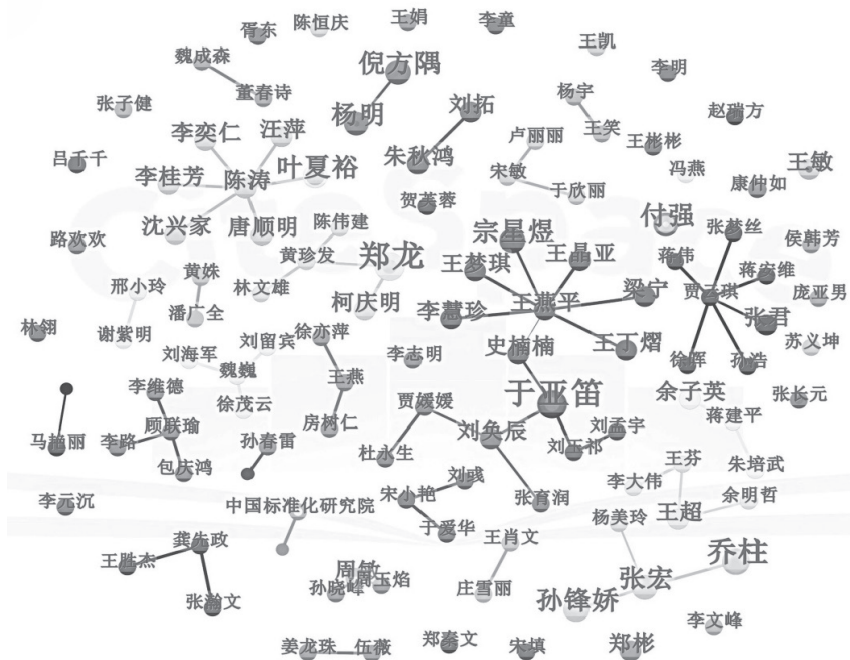 王娟
李童
胥东
陈恒庆
王凯
魏成森
倪方隅
李明
董春诗
杨宇
张子健
杨明
刘拓
赵瑞方
李奕仁
汪萍
卢丽丽
王笑
王彬彬
吕千千
朱秋鸿
叶夏裕
宋敏
冯燕
王敏
李桂芳
陈涛
康仲如
于欣丽
贺芙蓉
付强
沈兴家
唐顺明
陈伟建
宗星煜
张梦丝
路欢欢
侯韩芳
黄珍发
郑龙
王梦琪
王晶亚
蒋伟
黄姝
邢小玲
林文雄
梁宁
贾云琪
庞亚男
潘广全
柯庆明
李慧珍
王燕平
张君
林翎
谢紫明
刘留宾
徐亦萍
刘海军
李志明
史楠楠
王丁熠
徐晖
孙浩
苏义坤
魏巍
王燕
李维德
徐茂云
贾媛媛
于亚笛
余子英
张长元
蒋建平
顾联瑜
房树仁
马艳丽
李路
孙春雷
刘奂辰
刘孟宇
刘玉祁
杜永生
包庆鸿
王芬
朱培武
刘彧
李大伟
李元沉
宋小艳
张育润
余明哲
中国标准化研究院
杨美玲
王超
于爱华
龚先政
王肖文
乔柱
王胜杰
周敏
周玉焰
孙晓峰
庄雪丽
张宏
张瀚文
孙锋娇
李文峰
姜龙珠
伍薇
郑秦文
宋填
郑彬